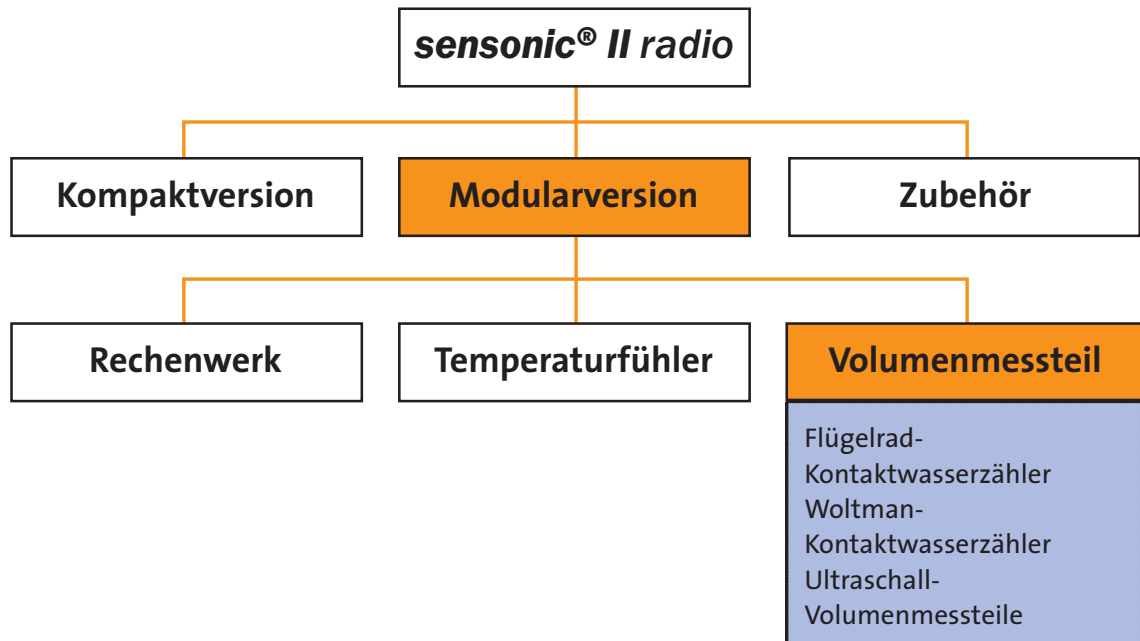 sensonic® II radio
Kompaktversion
Modularversion
Zubehör
Rechenwerk
Temperaturfühler
Volumenmessteil
Flügelrad-
Kontaktwasserzähler
Woltman-
Kontaktwasserzähler
Ultraschall-
Volumenmessteile